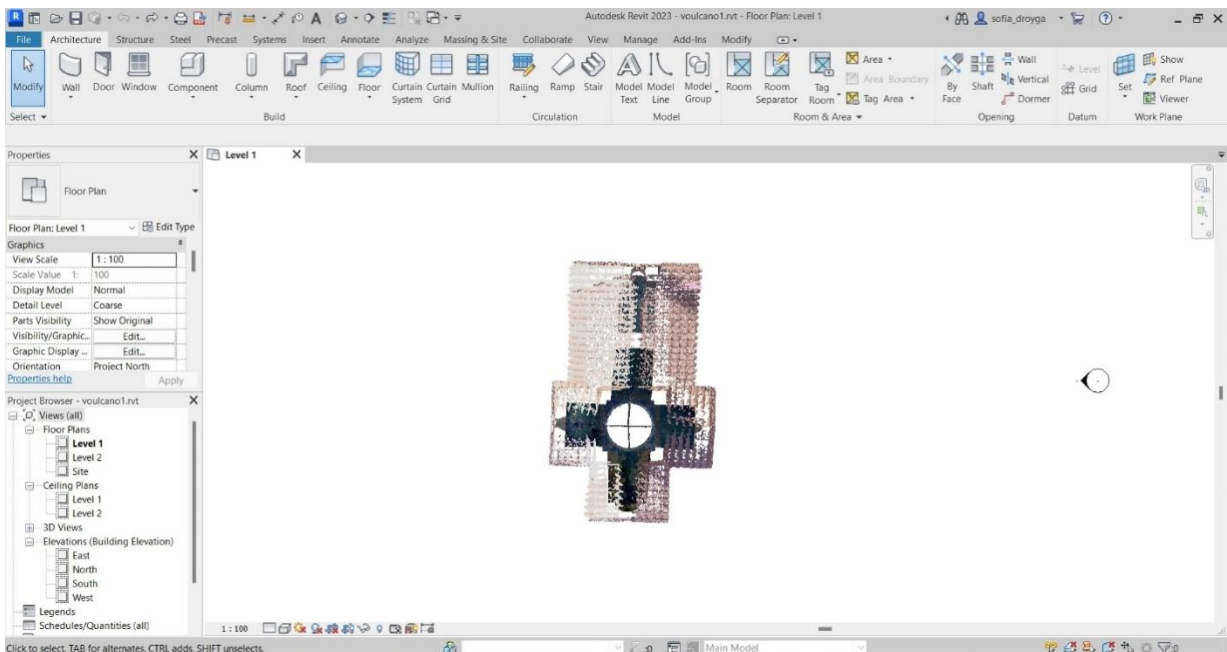 Autodesk Revit 2023 - voulcano1.rvt - Floor Plan: Level 1
sofia_droyga
File Architecture Structure Steel Precast Systems Insert Annotate Analyze Massing & Site Collaborate View Manage Add-Ins Modify
Modify Wall Door Window Component Column Roof Ceiling Floor Curtain System Curtain Grid Mullion Railing Ramp Stair Model Text Model Line Model Group Room Room Separator Tag Room Area Area Boundary Tag Area By Face Shaft Wall Vertical Dormer Level Grid Set Show Ref Plane Viewer
Select Build Circulation Model Room & Area Opening Datum Work Plane
Properties
Level 1
Floor Plan
Floor Plan: Level 1 Edit Type
Graphics
View Scale 1 : 100
Scale Value 1: 100
Display Model Normal
Detail Level Coarse
Parts Visibility Show Original
Visibility/Graphic... Edit...
Graphic Display ... Edit...
Orientation Project North
Properties help Apply
Project Browser - voulcano1.rvt
Views (all)
Floor Plans
Level 1
Level 2
Site
Ceiling Plans
Level 1
Level 2
3D Views
Elevations (Building Elevation)
East
North
South
West
Legends
Schedules/Quantities (all)
1 : 100
Click to select, TAB for alternates, CTRL adds, SHIFT unselects.
:0 Main Model :0